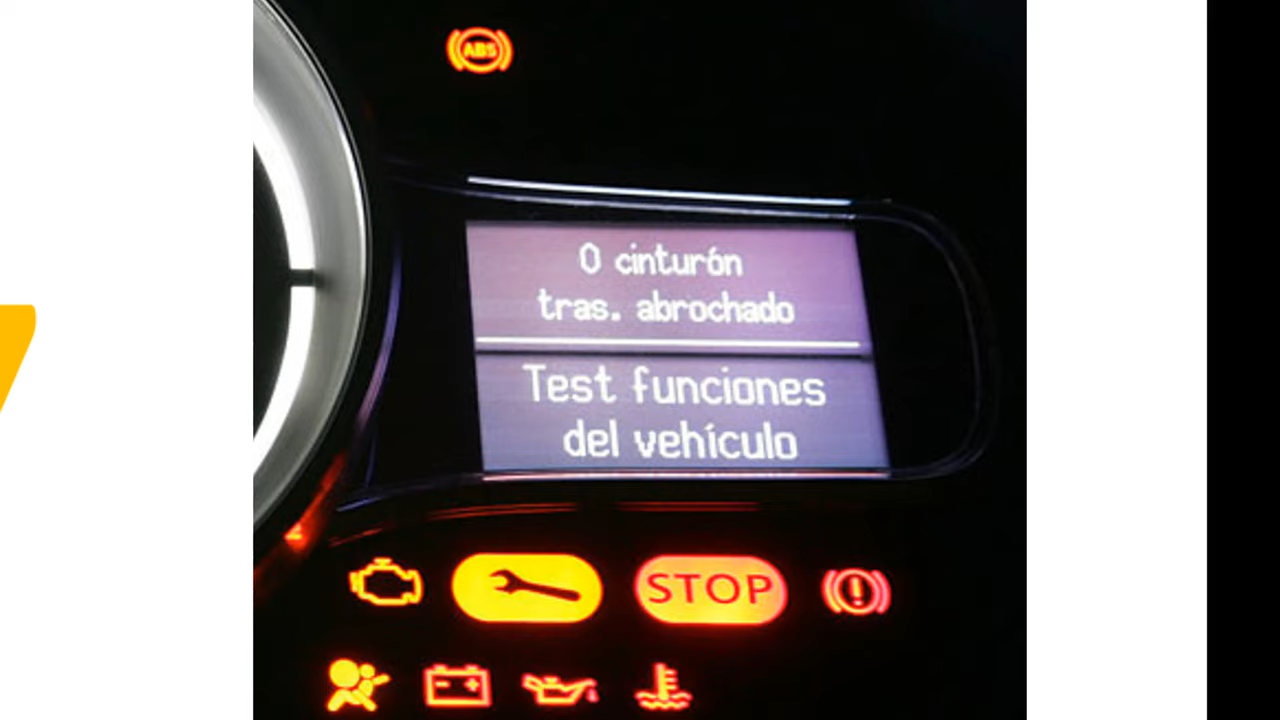 ABS
0 cinturón
tras. abrochado
Test funciones
del vehículo
STOP